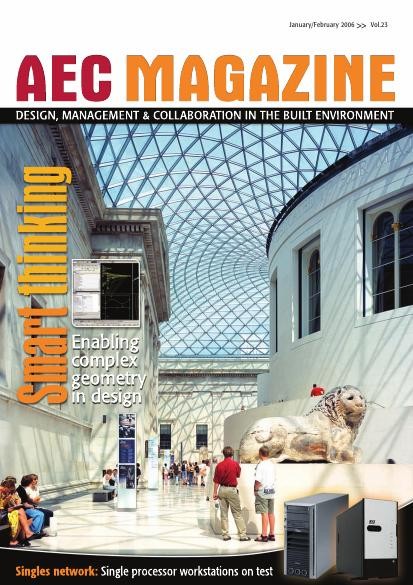 January/February 2006 >> Vol.23
AEC MAGAZINE
DESIGN, MANAGEMENT & COLLABORATION IN THE BUILT ENVIRONMENT
Smart thinking
Enabling
complex
geometry
in design
Singles network: Single processor workstations on test